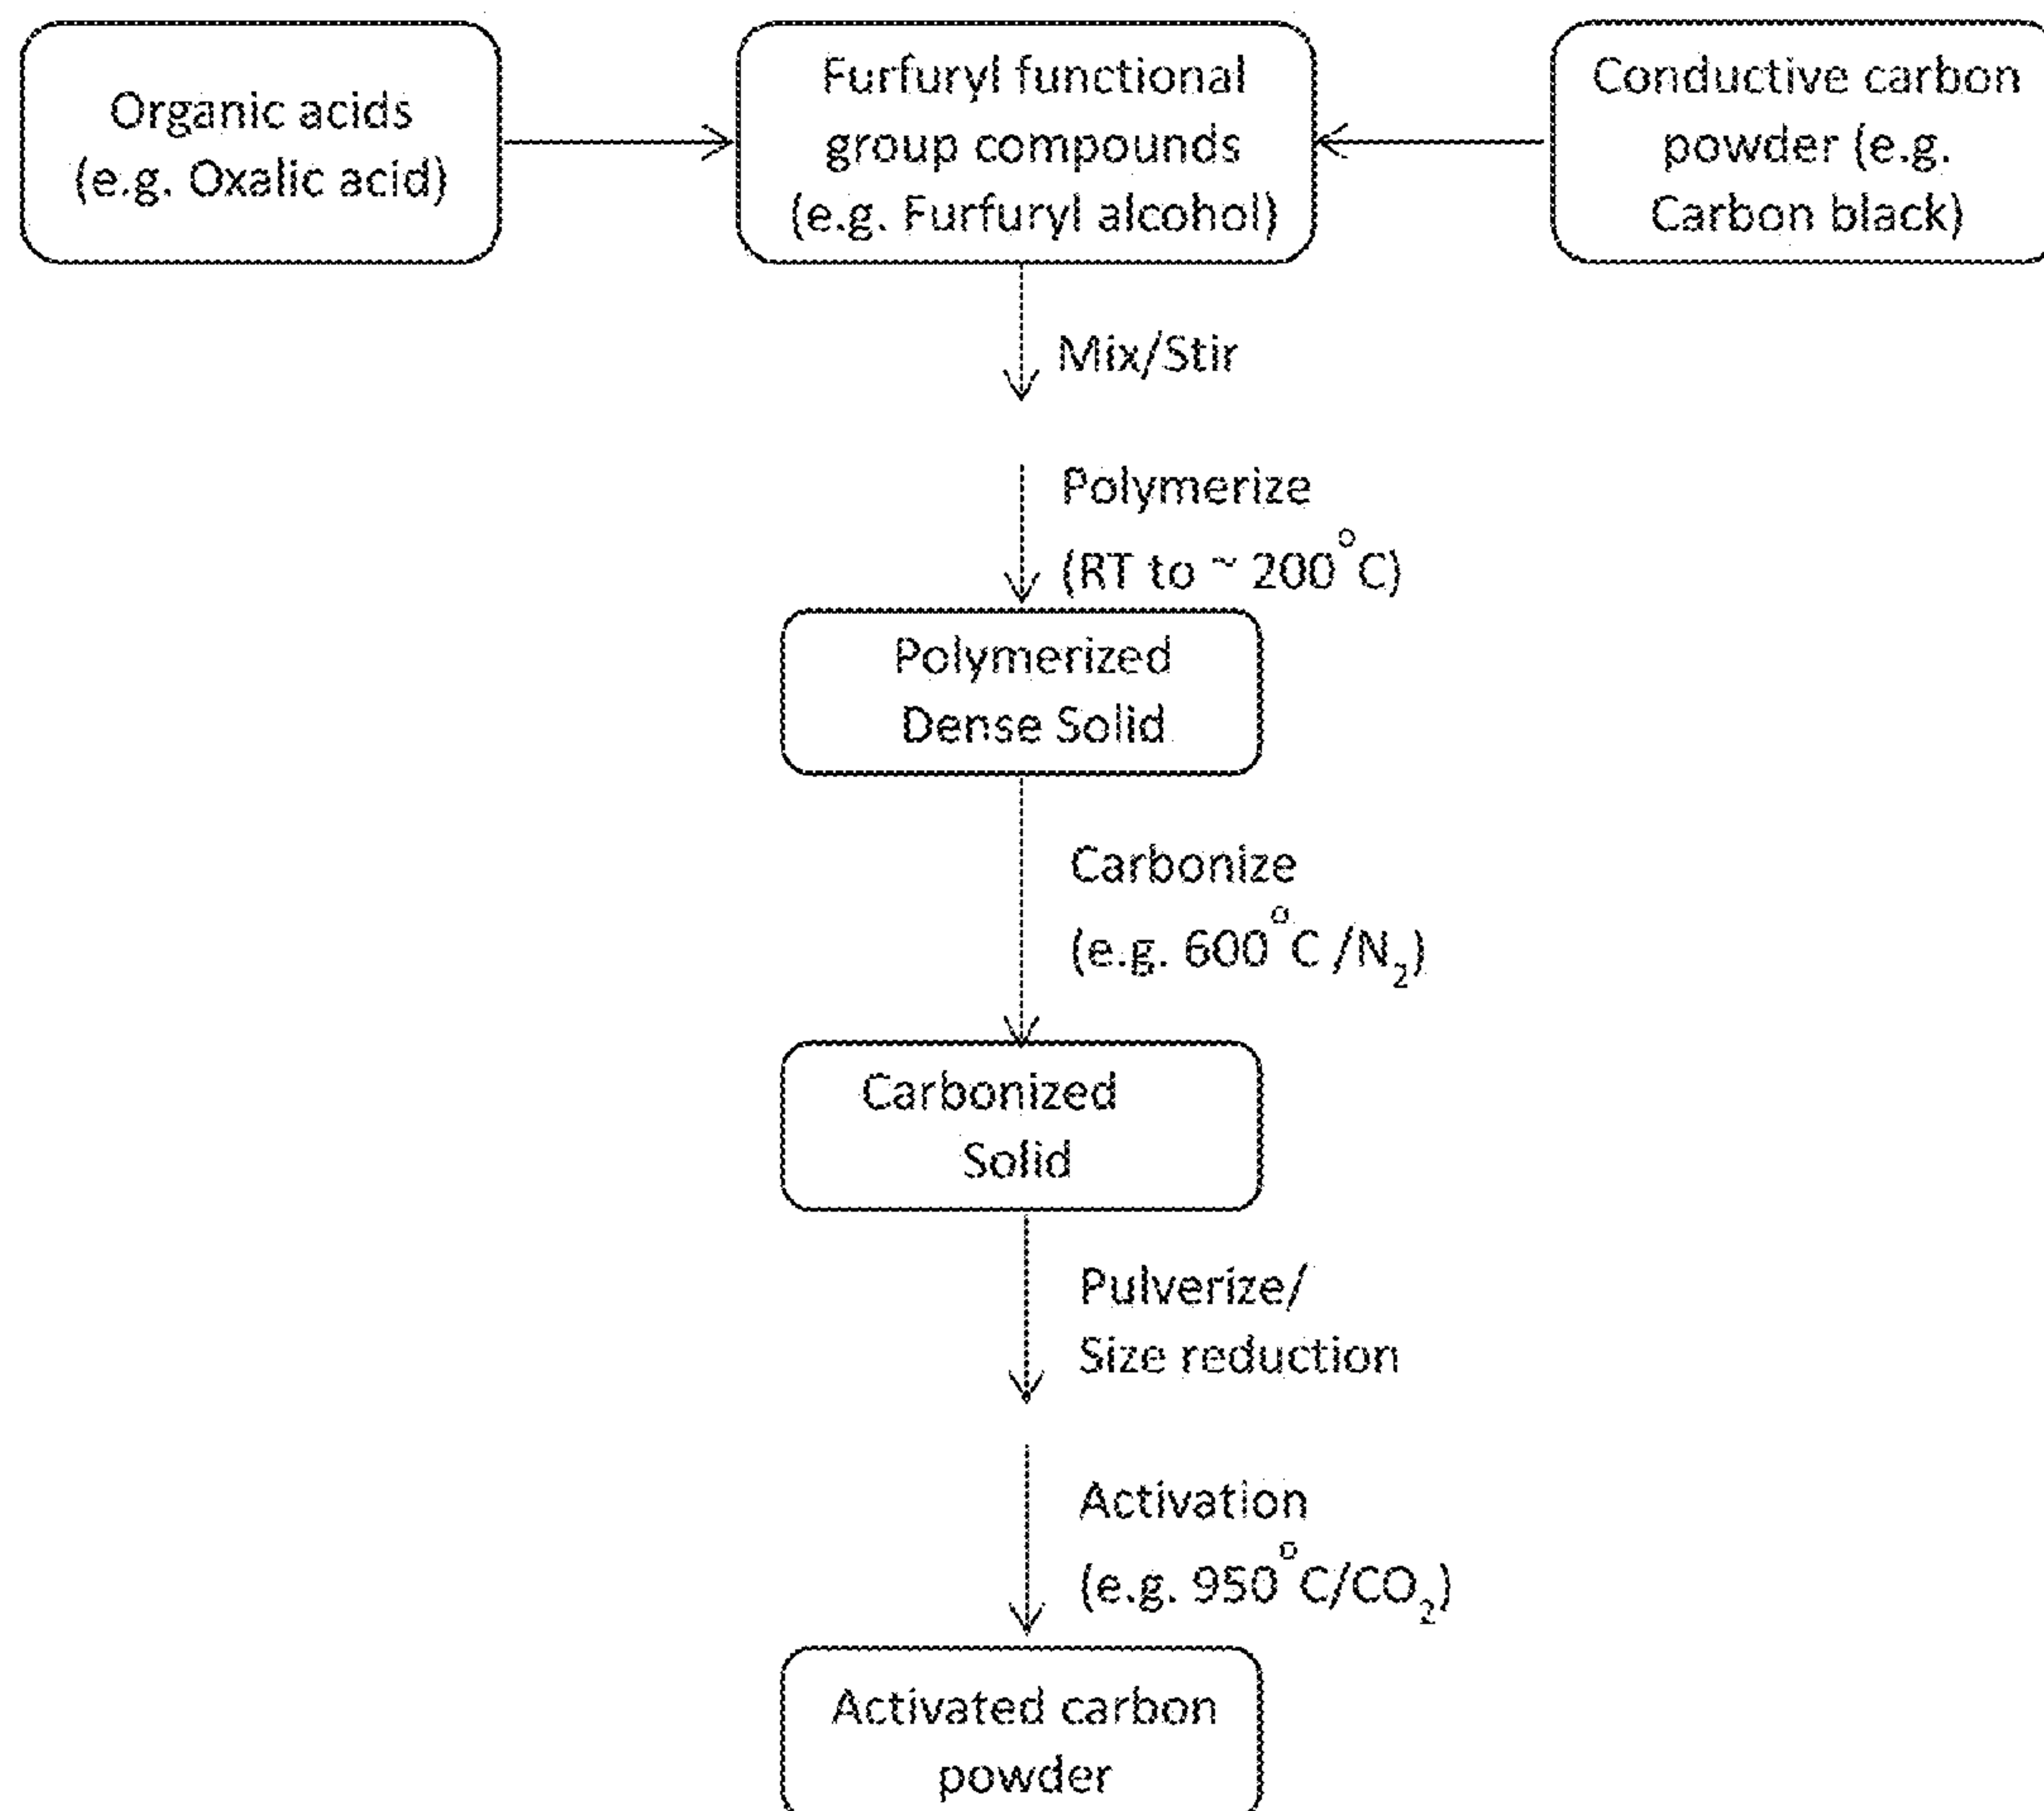 Organic acids
(e.g. Oxalic acid)
Furfuryl functional
group compounds
(e.g. Furfuryl alcohol)
Conductive carbon
powder (e.g.
Carbon black)
Mix/Stir
Polymerize
(RT to ~ 200°C)
Polymerized
Dense Solid
Carbonize
(e.g. 600°C /N₂)
Carbonized
Solid
Pulverize/
Size reduction
Activation
(e.g. 950°C/CO₂)
Activated carbon
powder